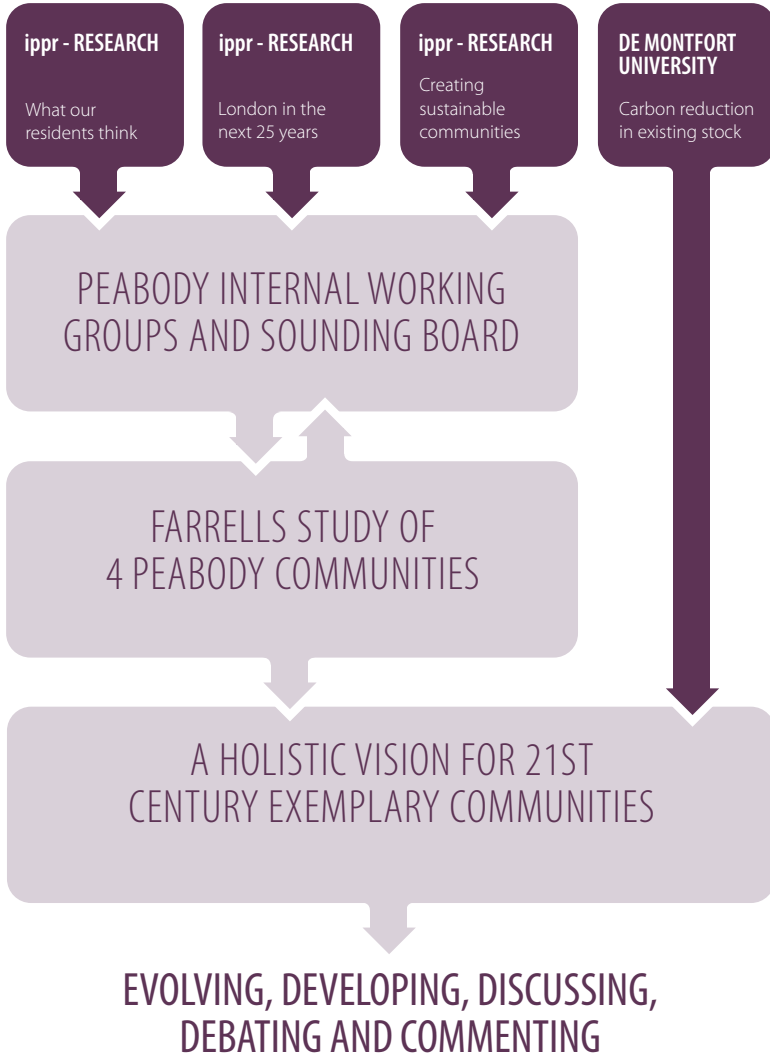 ippr - RESEARCH
What our
residents think
ippr - RESEARCH
London in the
next 25 years
ippr - RESEARCH
Creating
sustainable
communities
DE MONTFORT
UNIVERSITY
Carbon reduction
in existing stock
PEABODY INTERNAL WORKING
GROUPS AND SOUNDING BOARD
FARRELLS STUDY OF
4 PEABODY COMMUNITIES
A HOLISTIC VISION FOR 21ST
CENTURY EXEMPLARY COMMUNITIES
EVOLVING, DEVELOPING, DISCUSSING,
DEBATING AND COMMENTING